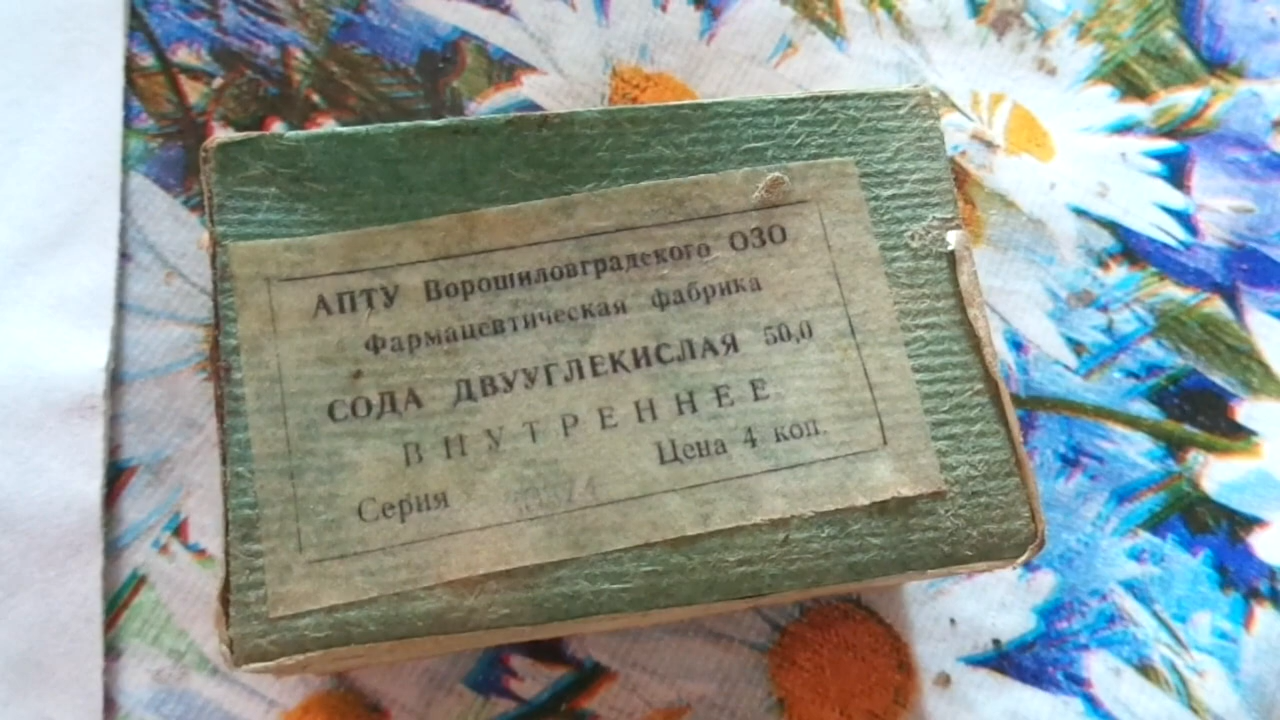 АПТУ Ворошиловградского ОЗО
Фармацевтическая фабрика
СОДА ДВУУГЛЕКИСЛАЯ 50,0
ВНУТРЕННЕЕ
Цена 4 коп.
Серия